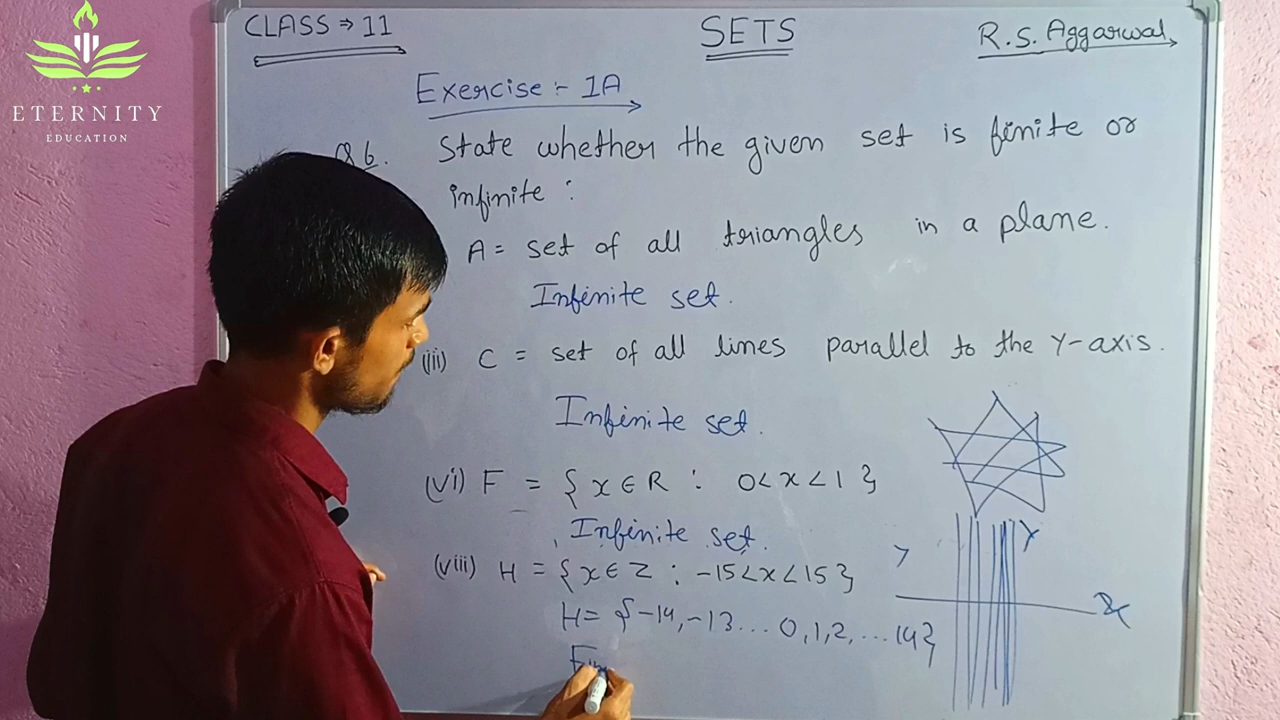 ETERNITY
EDUCATION
CLASS ⇒ 11
SETS
R.S. Aggarwal
Exercise :- 1A
Q6. State whether the given set is finite or
infinite :
A = set of all triangles in a plane.
Infinite set.
(iii) C = set of all lines parallel to the Y-axis.
Infinite set.
(vi) F = { x ∈ R : 0 < x < 1 }
Infinite set.
(viii) H = { x ∈ Z : -15 < x < 15 }
H = { -14, -13 ... 0, 1, 2, ... 14 }
Y